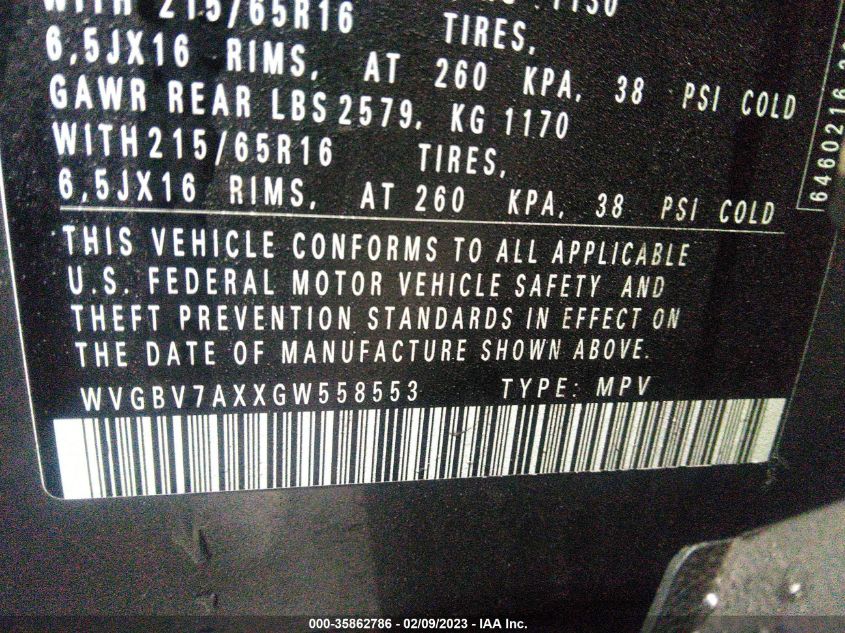 WITH 215/65R16 TIRES,
6,5JX16 RIMS, AT 260 KPA, 38 PSI COLD
GAWR REAR LBS 2579, KG 1170
WITH 215/65R16 TIRES,
6,5JX16 RIMS, AT 260 KPA, 38 PSI COLD
THIS VEHICLE CONFORMS TO ALL APPLICABLE
U.S. FEDERAL MOTOR VEHICLE SAFETY AND
THEFT PREVENTION STANDARDS IN EFFECT ON
THE DATE OF MANUFACTURE SHOWN ABOVE.
WVGBV7AXXGW558553 TYPE: MPV
000-35862786 - 02/09/2023 - IAA Inc.